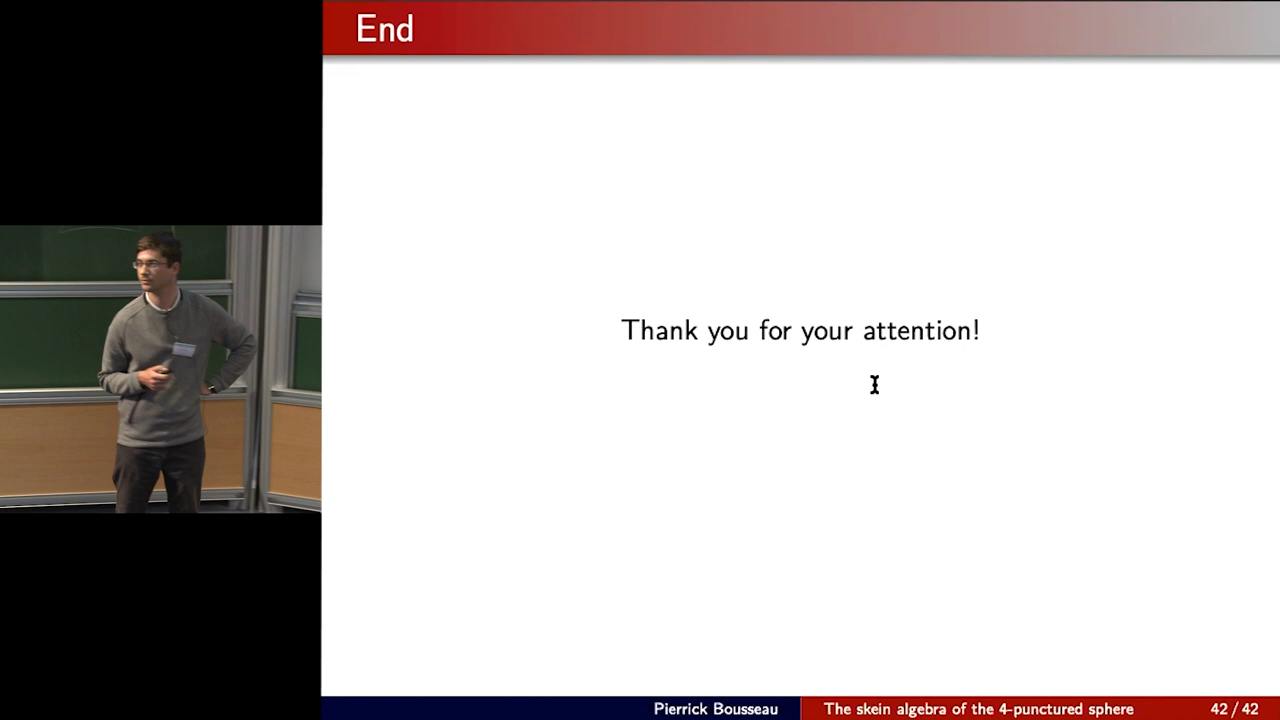 End
Thank you for your attention!
Pierrick Bousseau
The skein algebra of the 4-punctured sphere
42 / 42